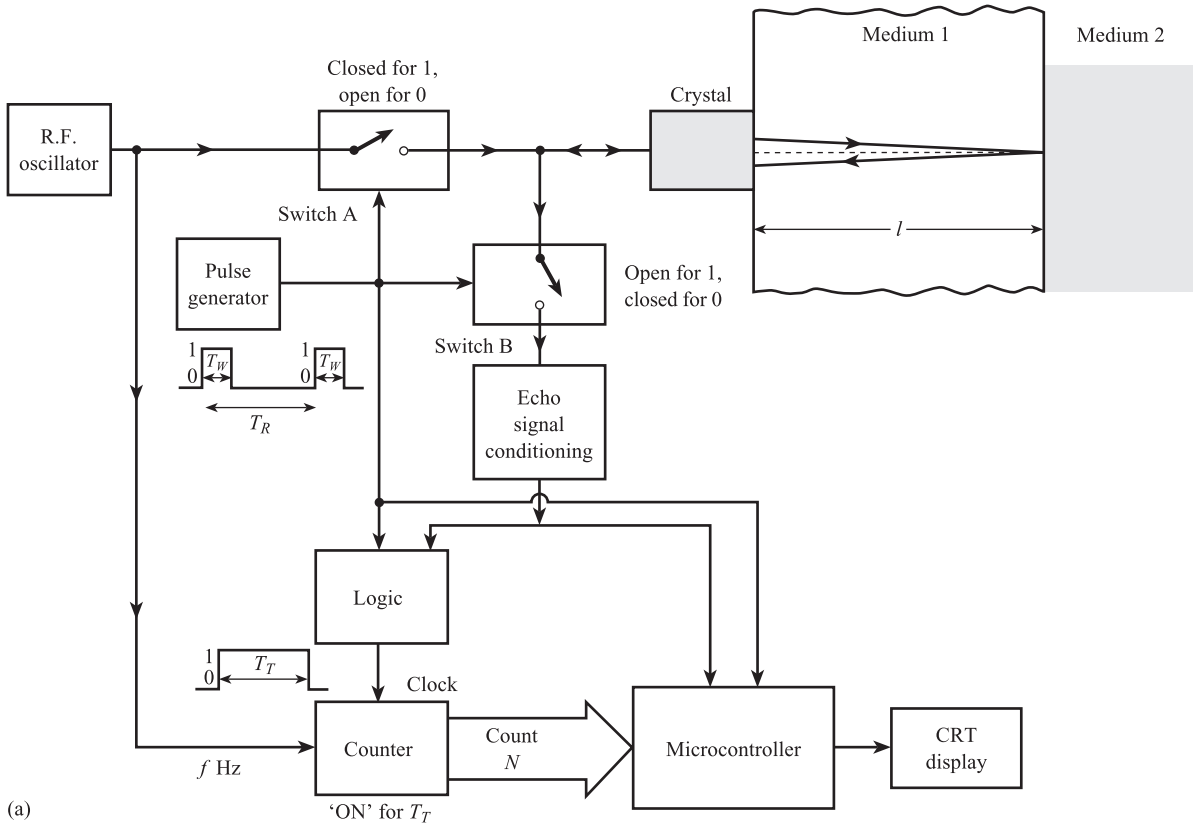 Medium 1
Medium 2
Closed for 1,
open for 0
Crystal
R.F.
oscillator
Switch A
l
Pulse
generator
Open for 1,
closed for 0
Switch B
1
0
T_W
1
0
T_W
T_R
Echo
signal
conditioning
Logic
1
0
T_T
Clock
Counter
Count
N
Microcontroller
CRT
display
f Hz
'ON' for T_T
(a)